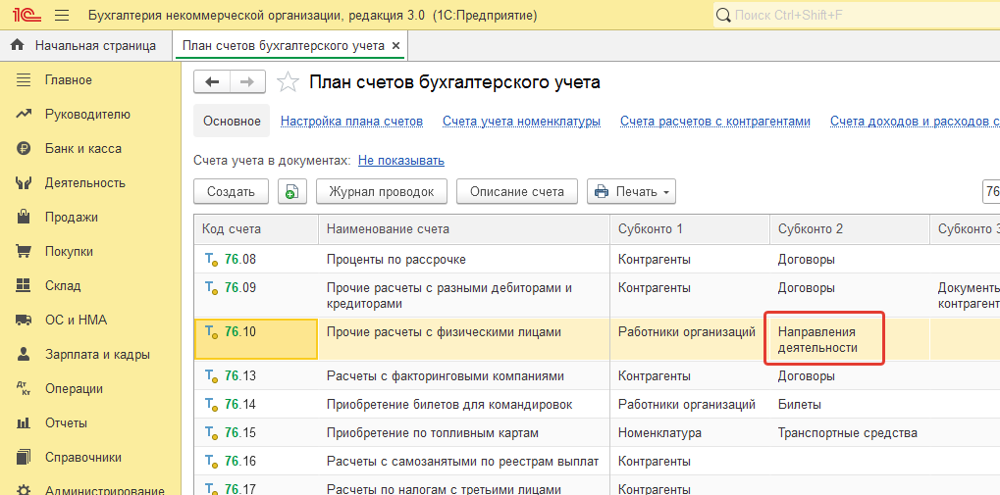 1С Бухгалтерия некоммерческой организации, редакция 3.0 (1С:Предприятие) Поиск Ctrl+Shift+F
Начальная страница План счетов бухгалтерского учета ×
Главное
Руководителю
Банк и касса
Деятельность
Продажи
Покупки
Склад
ОС и НМА
Зарплата и кадры
Дт Кт Операции
Отчеты
Справочники
Администрирование
План счетов бухгалтерского учета
Основное Настройка плана счетов Счета учета номенклатуры Счета расчетов с контрагентами Счета доходов и расходов с
Счета учета в документах: Не показывать
Создать Журнал проводок Описание счета Печать 76
Код счета Наименование счета Субконто 1 Субконто 2 Субконто 3
Т 76.08 Проценты по рассрочке Контрагенты Договоры
Т 76.09 Прочие расчеты с разными дебиторами и Контрагенты Договоры Документы
кредиторами контрагент
Т 76.10 Прочие расчеты с физическими лицами Работники организаций Направления
деятельности
Т 76.13 Расчеты с факторинговыми компаниями Контрагенты Договоры
Т 76.14 Приобретение билетов для командировок Работники организаций Билеты
Т 76.15 Приобретение по топливным картам Номенклатура Транспортные средства
Т 76.16 Расчеты с самозанятыми по реестрам выплат Контрагенты
Т 76.17 Расчеты по налогам с третьими лицами Контрагенты